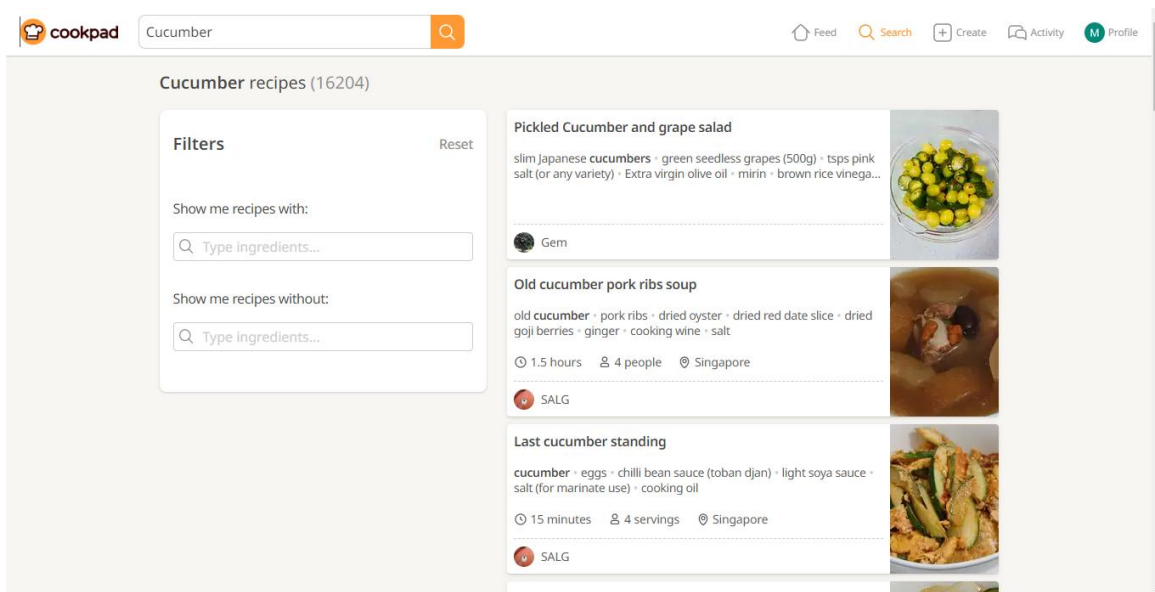 cookpad
Cucumber
Feed
Search
Create
Activity
M Profile
Cucumber recipes (16204)
Filters
Reset
Show me recipes with:
Type ingredients...
Show me recipes without:
Type ingredients...
Pickled Cucumber and grape salad
slim Japanese cucumbers • green seedless grapes (500g) • tsps pink
salt (or any variety) • Extra virgin olive oil • mirin • brown rice vinega...
Gem
Old cucumber pork ribs soup
old cucumber • pork ribs • dried oyster • dried red date slice • dried
goji berries • ginger • cooking wine • salt
1.5 hours 4 people Singapore
SALG
Last cucumber standing
cucumber • eggs • chilli bean sauce (toban djan) • light soya sauce •
salt (for marinate use) • cooking oil
15 minutes 4 servings Singapore
SALG